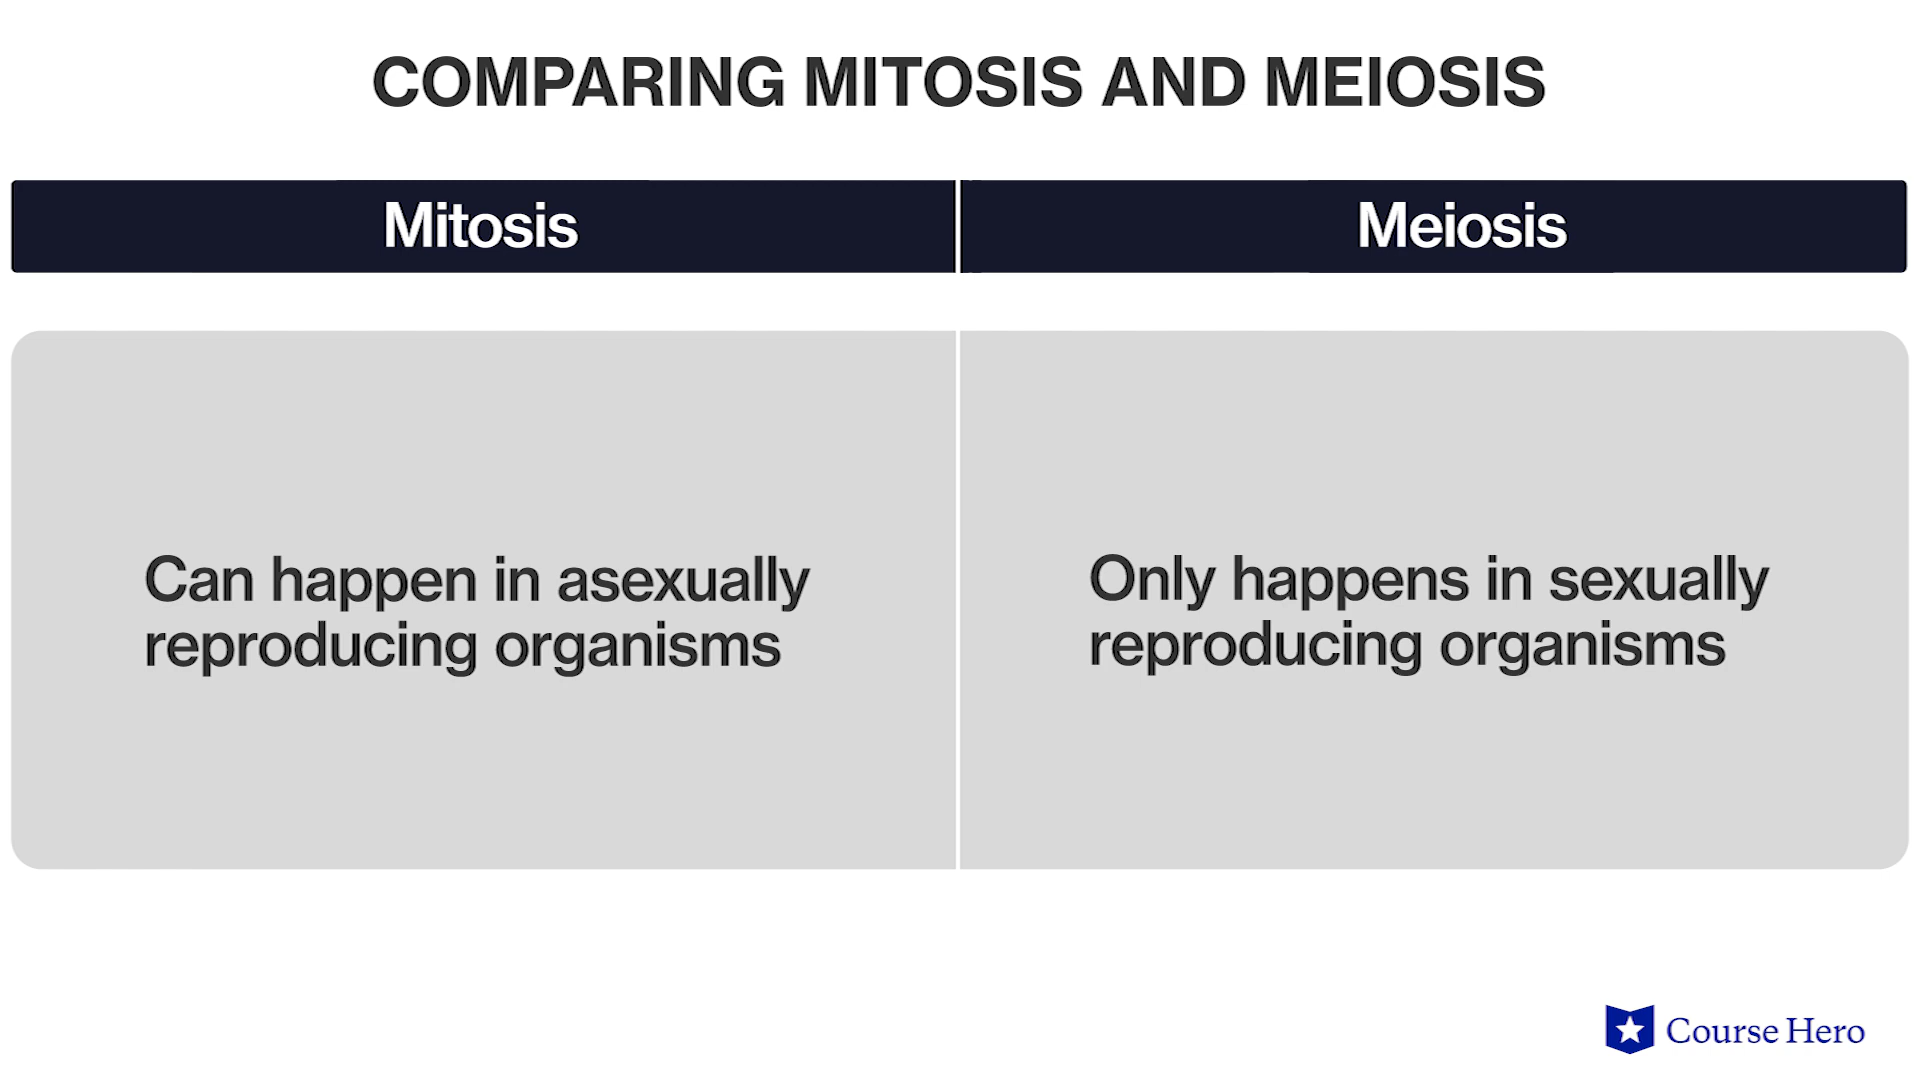 COMPARING MITOSIS AND MEIOSIS
Mitosis
Meiosis
Can happen in asexually
reproducing organisms
Only happens in sexually
reproducing organisms
Course Hero